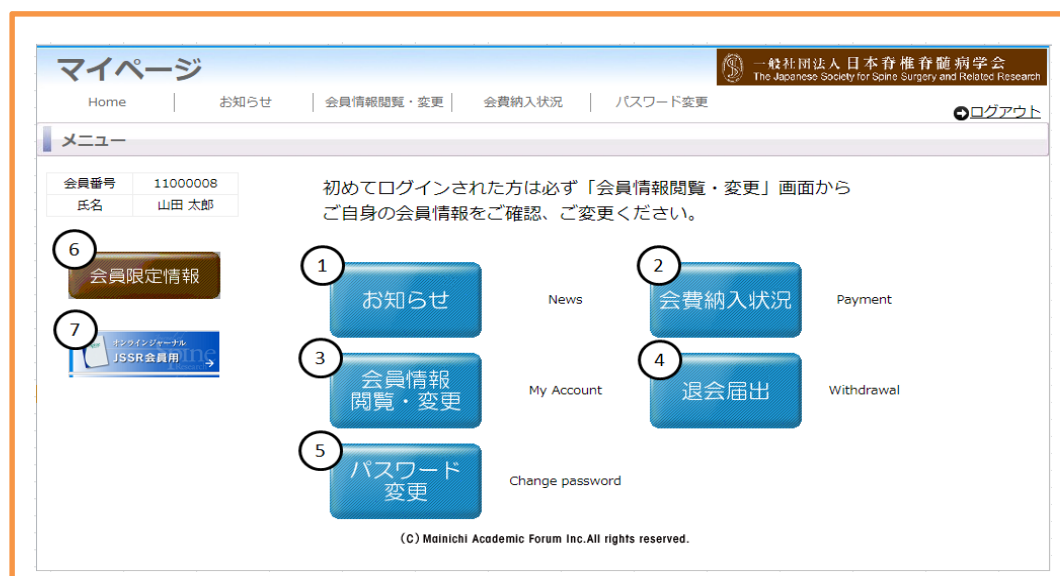 マイページ
一般社団法人 日本脊椎脊髄病学会
The Japanese Society for Spine Surgery and Related Research
Home お知らせ 会員情報閲覧・変更 会費納入状況 パスワード変更
ログアウト
メニュー
会員番号 11000008
氏名 山田 太郎
初めてログインされた方は必ず「会員情報閲覧・変更」画面から
ご自身の会員情報をご確認、ご変更ください。
6
会員限定情報
7
オンラインジャーナル
JSSR会員用
1
お知らせ
News
2
会費納入状況
Payment
3
会員情報
閲覧・変更
My Account
4
退会届出
Withdrawal
5
パスワード
変更
Change password
(C) Mainichi Academic Forum Inc.All rights reserved.